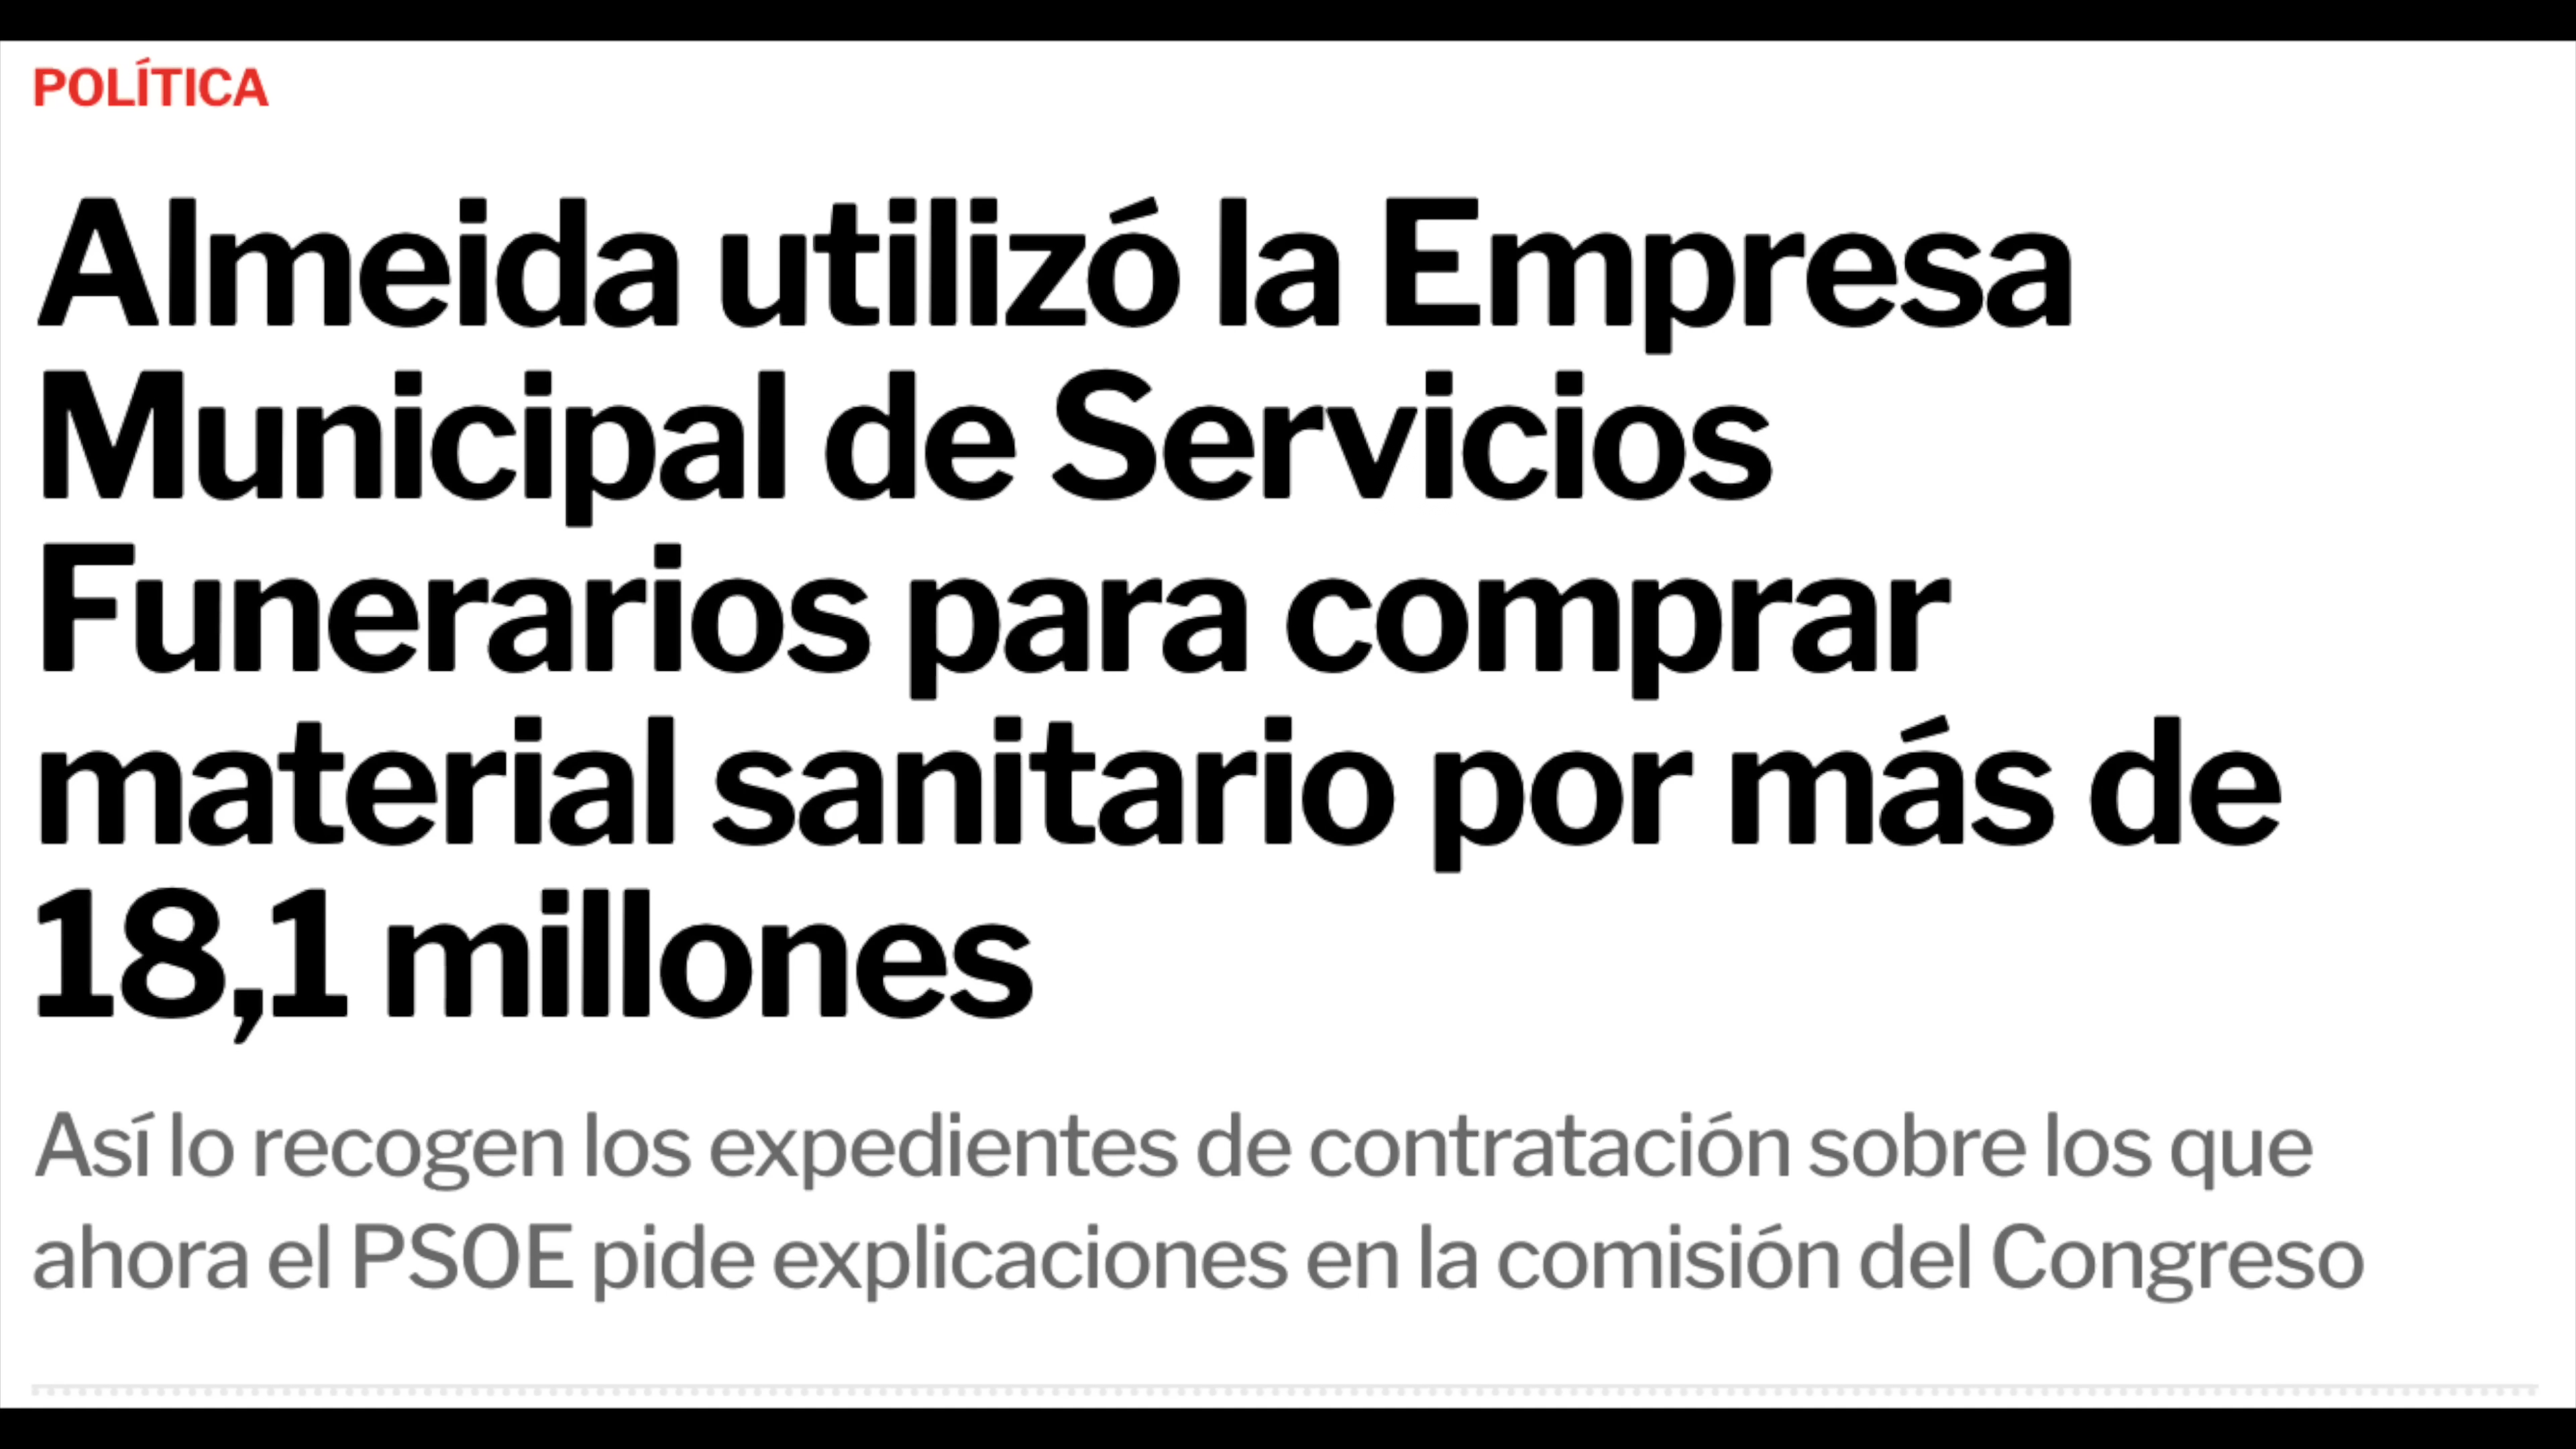 POLÍTICA
Almeida utilizó la Empresa
Municipal de Servicios
Funerarios para comprar
material sanitario por más de
18,1 millones
Así lo recogen los expedientes de contratación sobre los que
ahora el PSOE pide explicaciones en la comisión del Congreso